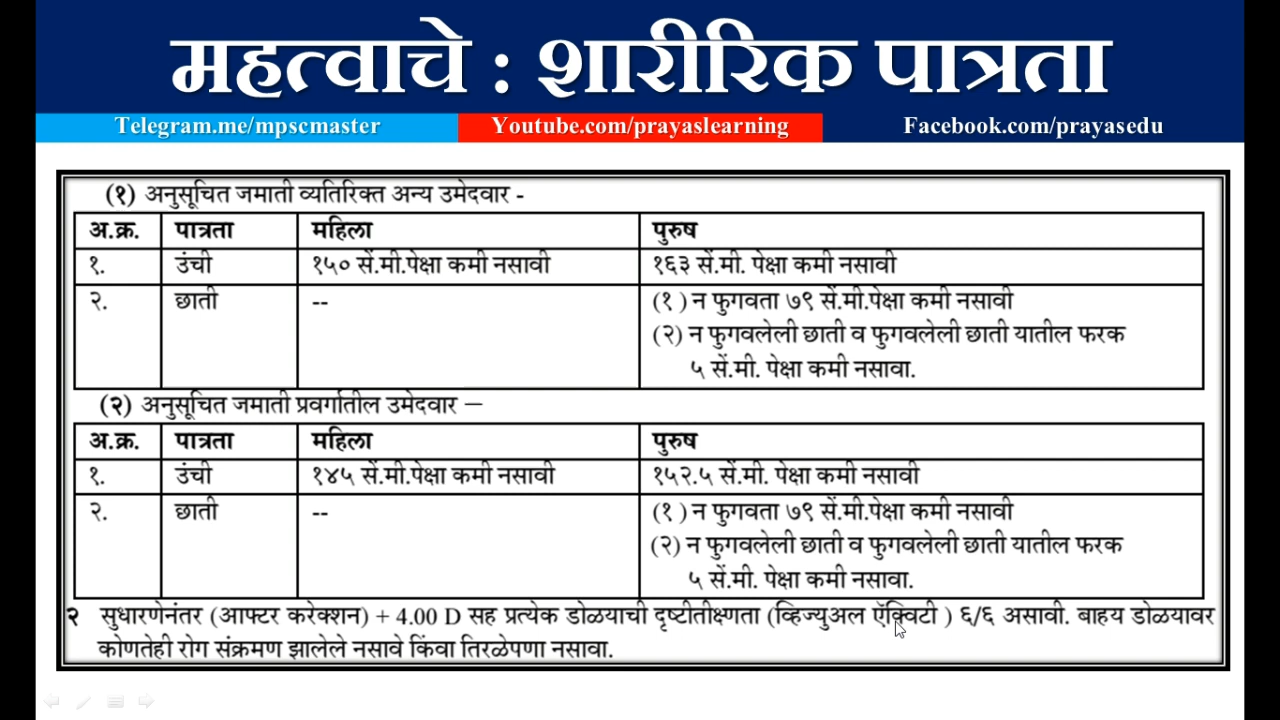 महत्वाचे : शारीरिक पात्रता
Telegram.me/mpscmaster Youtube.com/prayaslearning Facebook.com/prayasedu
(१) अनुसूचित जमाती व्यतिरिक्त अन्य उमेदवार -
अ.क्र. पात्रता महिला पुरुष
१. उंची १५० सें.मी.पेक्षा कमी नसावी १६३ सें.मी. पेक्षा कमी नसावी
२. छाती -- (१ ) न फुगवता ७९ सें.मी.पेक्षा कमी नसावी
(२) न फुगवलेली छाती व फुगवलेली छाती यातील फरक
५ सें.मी. पेक्षा कमी नसावा.
(२) अनुसूचित जमाती प्रवर्गातील उमेदवार –
अ.क्र. पात्रता महिला पुरुष
१. उंची १४५ सें.मी.पेक्षा कमी नसावी १५२.५ सें.मी. पेक्षा कमी नसावी
२. छाती -- (१ ) न फुगवता ७९ सें.मी.पेक्षा कमी नसावी
(२) न फुगवलेली छाती व फुगवलेली छाती यातील फरक
५ सें.मी. पेक्षा कमी नसावा.
२ सुधारणेनंतर (आफ्टर करेक्शन) + 4.00 D सह प्रत्येक डोळयाची दृष्टीतीक्ष्णता (व्हिज्युअल ऍक्विटी ) ६/६ असावी. बाहय डोळयावर
कोणतेही रोग संक्रमण झालेले नसावे किंवा तिरळेपणा नसावा.